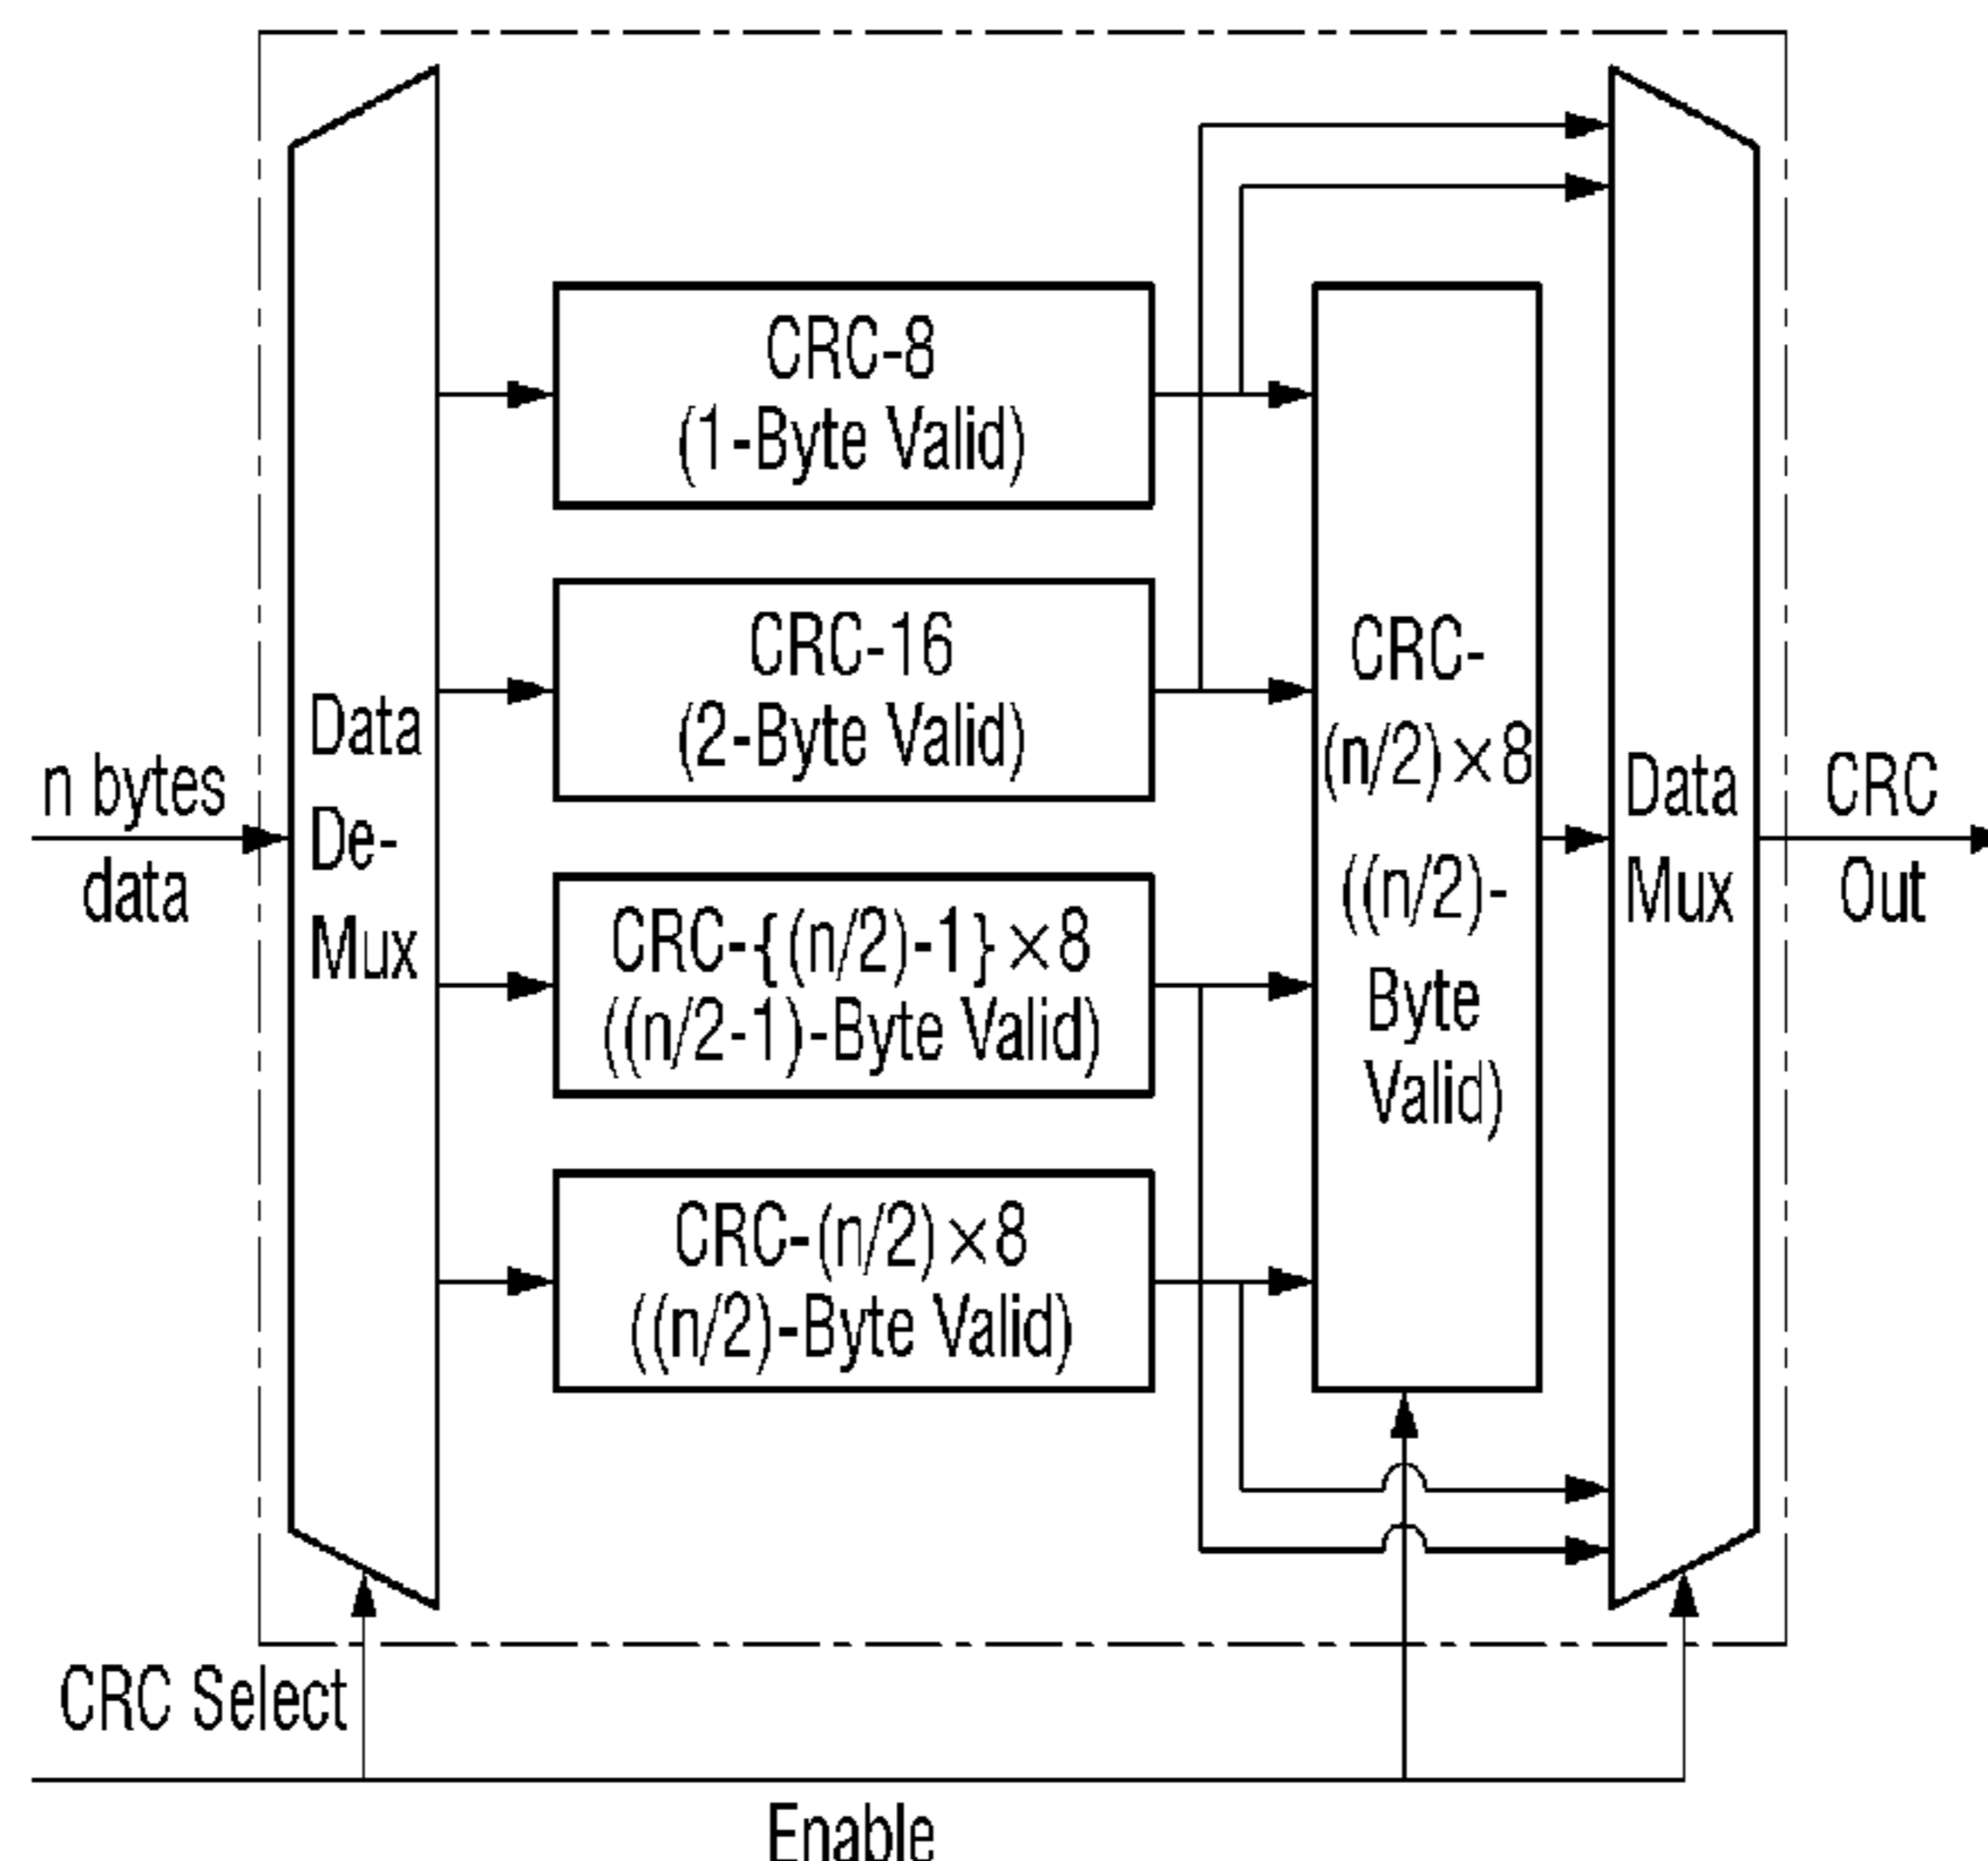 n bytes
data
Data
De-
Mux
CRC-8
(1-Byte Valid)
CRC-16
(2-Byte Valid)
CRC-{(n/2)-1}×8
((n/2-1)-Byte Valid)
CRC-(n/2)×8
((n/2)-Byte Valid)
CRC-
(n/2)×8
((n/2)-
Byte
Valid)
Data
Mux
CRC
Out
CRC Select
Enable